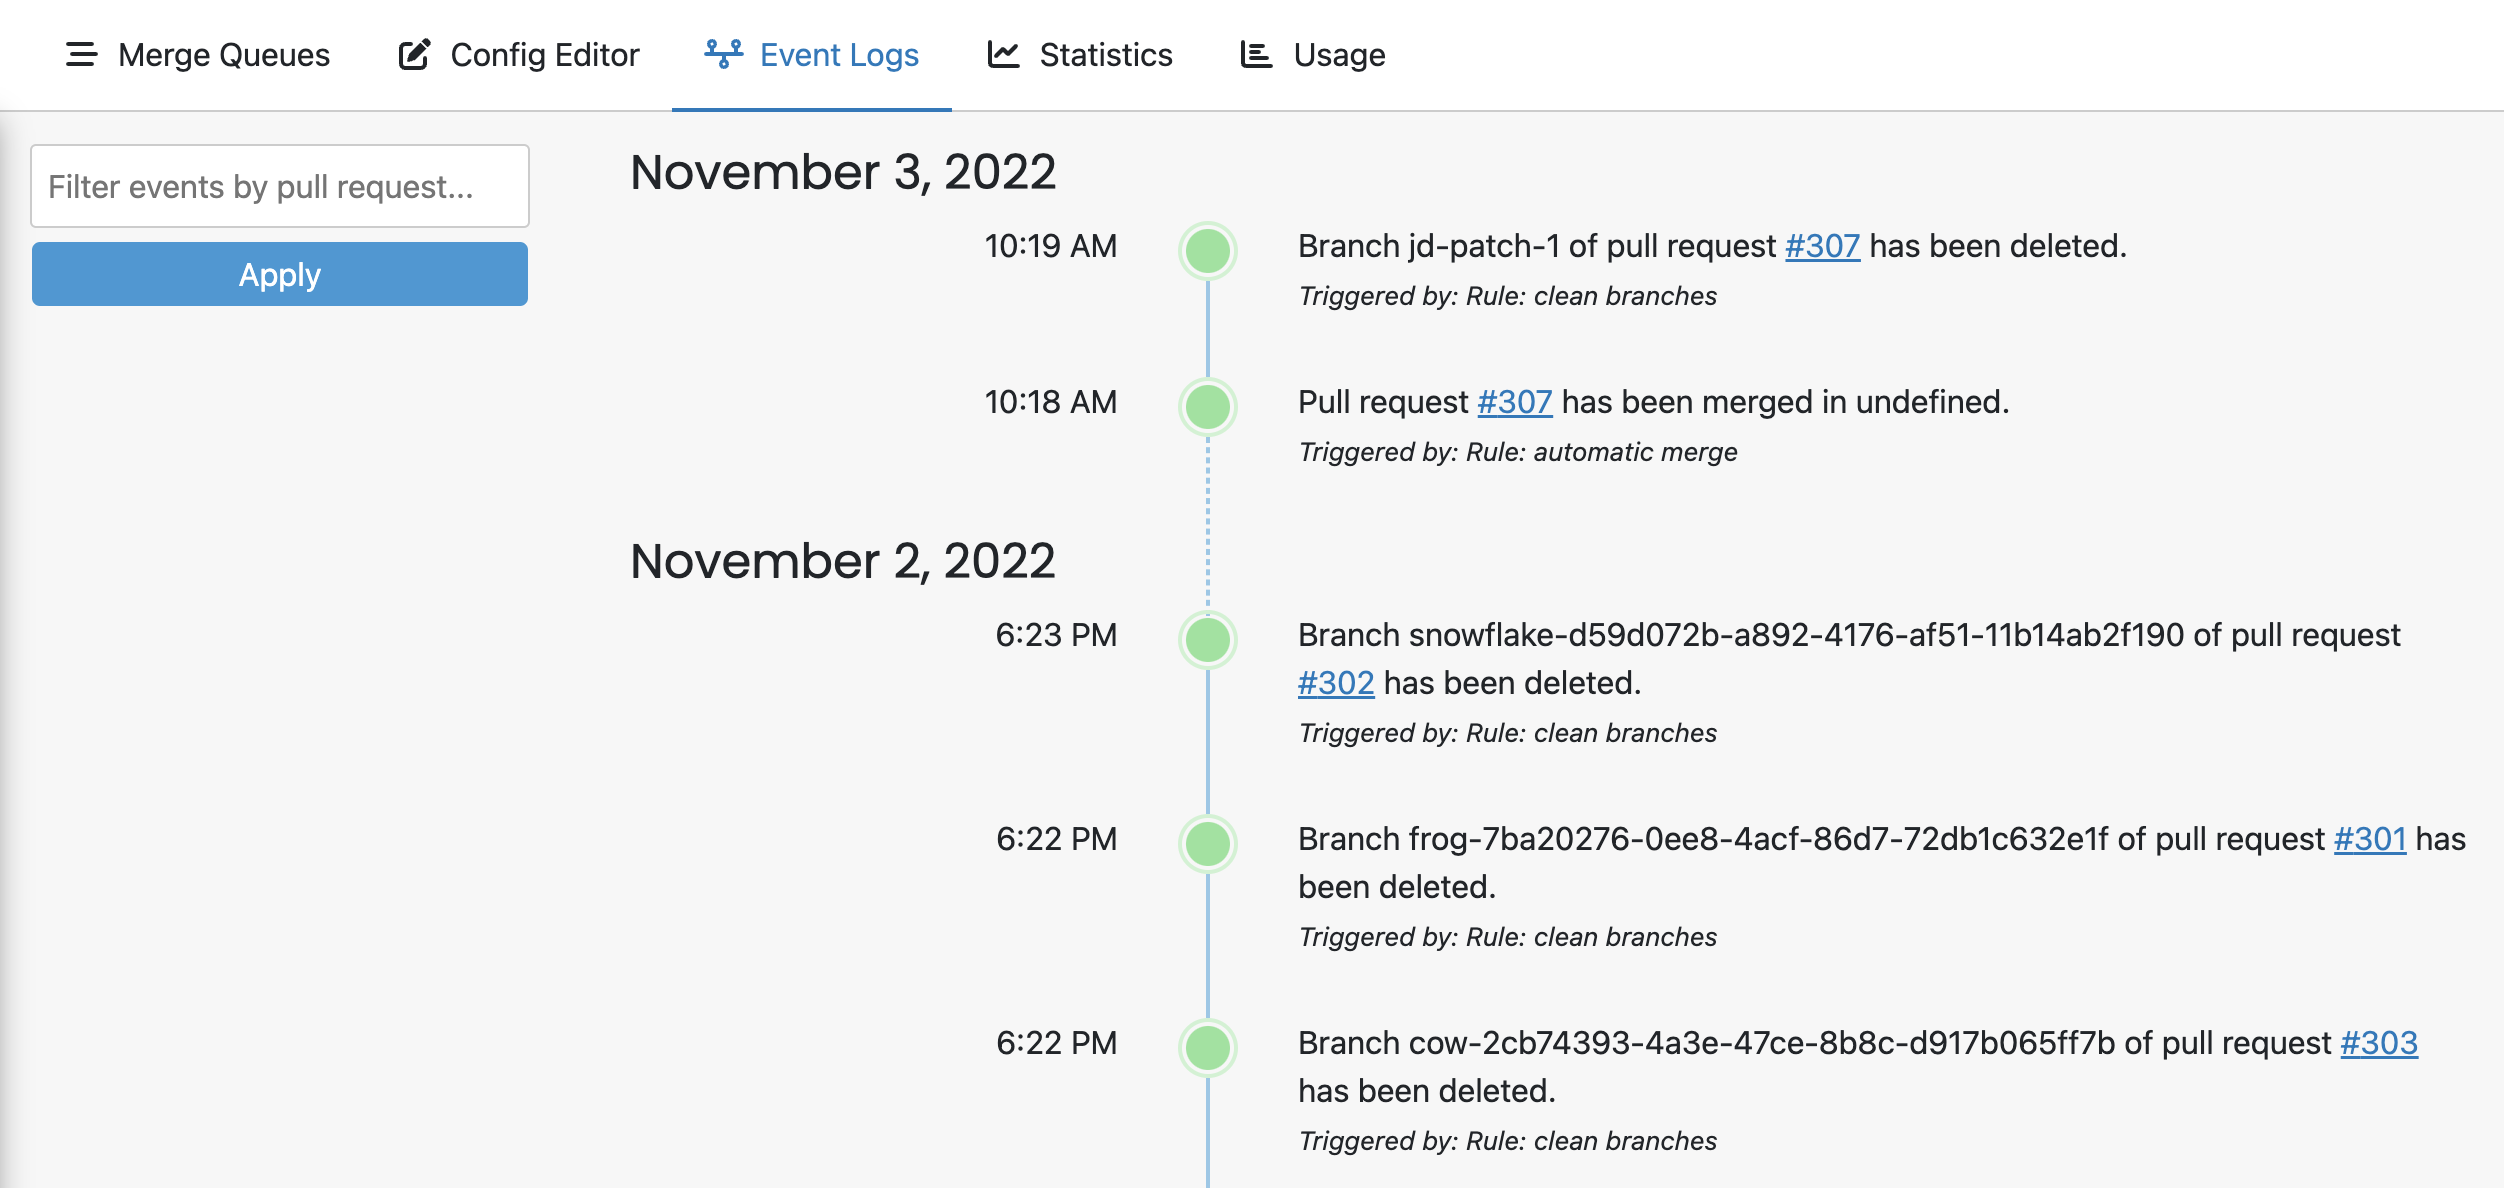 Merge Queues
Config Editor
Event Logs
Statistics
Usage
Filter events by pull request...
Apply
November 3, 2022
10:19 AM
Branch jd-patch-1 of pull request #307 has been deleted.
Triggered by: Rule: clean branches
10:18 AM
Pull request #307 has been merged in undefined.
Triggered by: Rule: automatic merge
November 2, 2022
6:23 PM
Branch snowflake-d59d072b-a892-4176-af51-11b14ab2f190 of pull request
#302 has been deleted.
Triggered by: Rule: clean branches
6:22 PM
Branch frog-7ba20276-0ee8-4acf-86d7-72db1c632e1f of pull request #301 has
been deleted.
Triggered by: Rule: clean branches
6:22 PM
Branch cow-2cb74393-4a3e-47ce-8b8c-d917b065ff7b of pull request #303
has been deleted.
Triggered by: Rule: clean branches